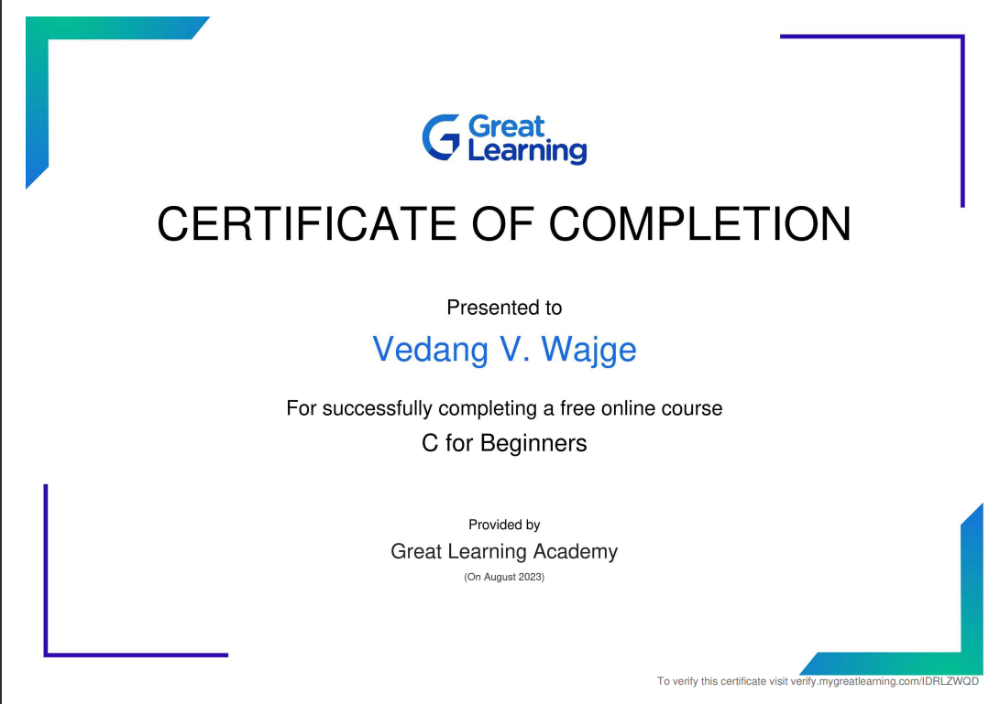 Great
Learning
CERTIFICATE OF COMPLETION
Presented to
Vedang V. Wajge
For successfully completing a free online course
C for Beginners
Provided by
Great Learning Academy
(On August 2023)
To verify this certificate visit verify.mygreatlearning.com/IDRLZWQD